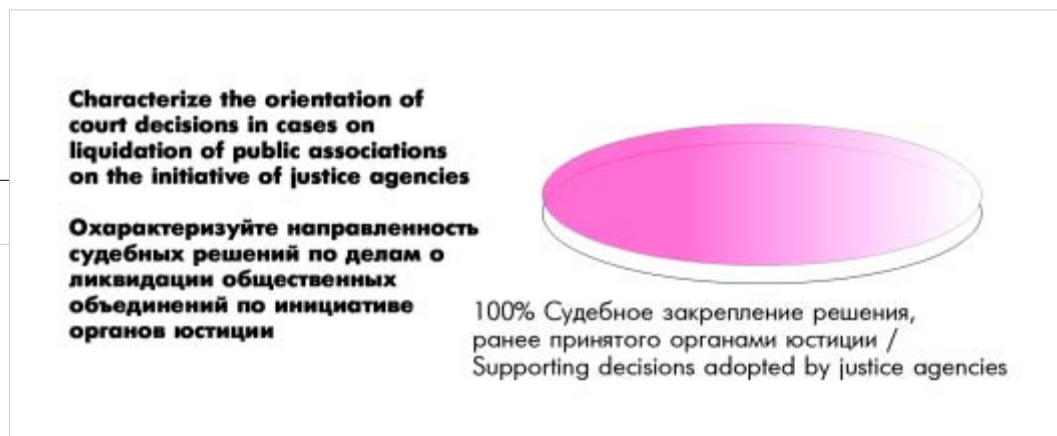 Characterize the orientation of
court decisions in cases on
liquidation of public associations
on the initiative of justice agencies
Охарактеризуйте направленность
судебных решений по делам о
ликвидации общественных
объединений по инициативе
органов юстиции
100% Судебное закрепление решения,
ранее принятого органами юстиции /
Supporting decisions adopted by justice agencies